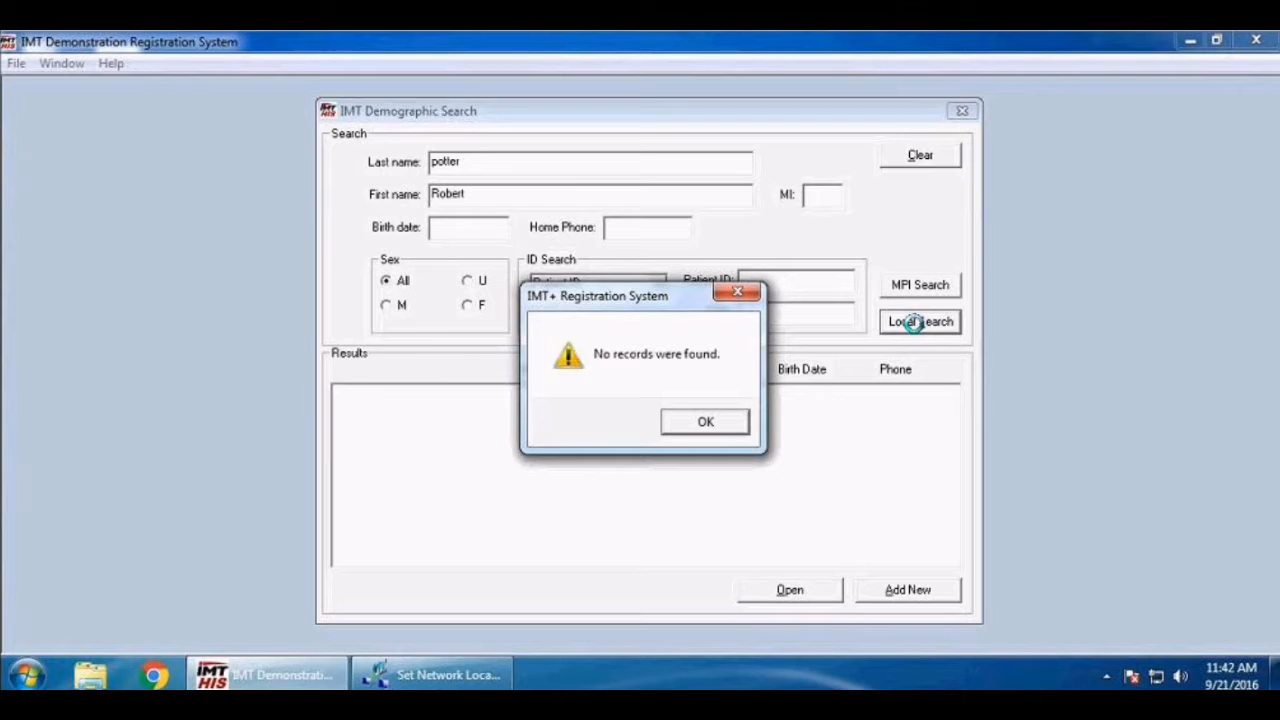 IMT Demonstration Registration System
File Window Help
IMT Demographic Search
Search
Last name: potter
Clear
First name: Robert MI:
Birth date: Home Phone:
Sex ID Search
All U
MPI Search
M F
IMT+ Registration System
No records were found.
OK
Results Birth Date Phone
Open Add New
IMT HIS IMT Demonstrati... Set Network Loca...
11:42 AM
9/21/2016